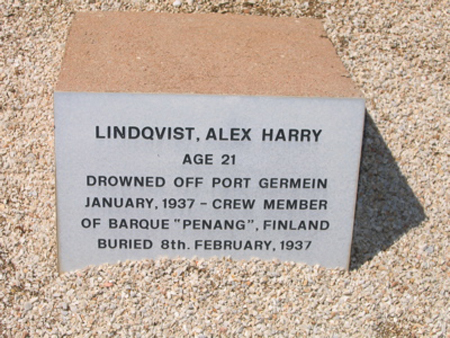 LINDQVIST, ALEX HARRY
AGE 21
DROWNED OFF PORT GERMEIN
JANUARY, 1937 - CREW MEMBER
OF BARQUE "PENANG", FINLAND
BURIED 8th. FEBRUARY, 1937